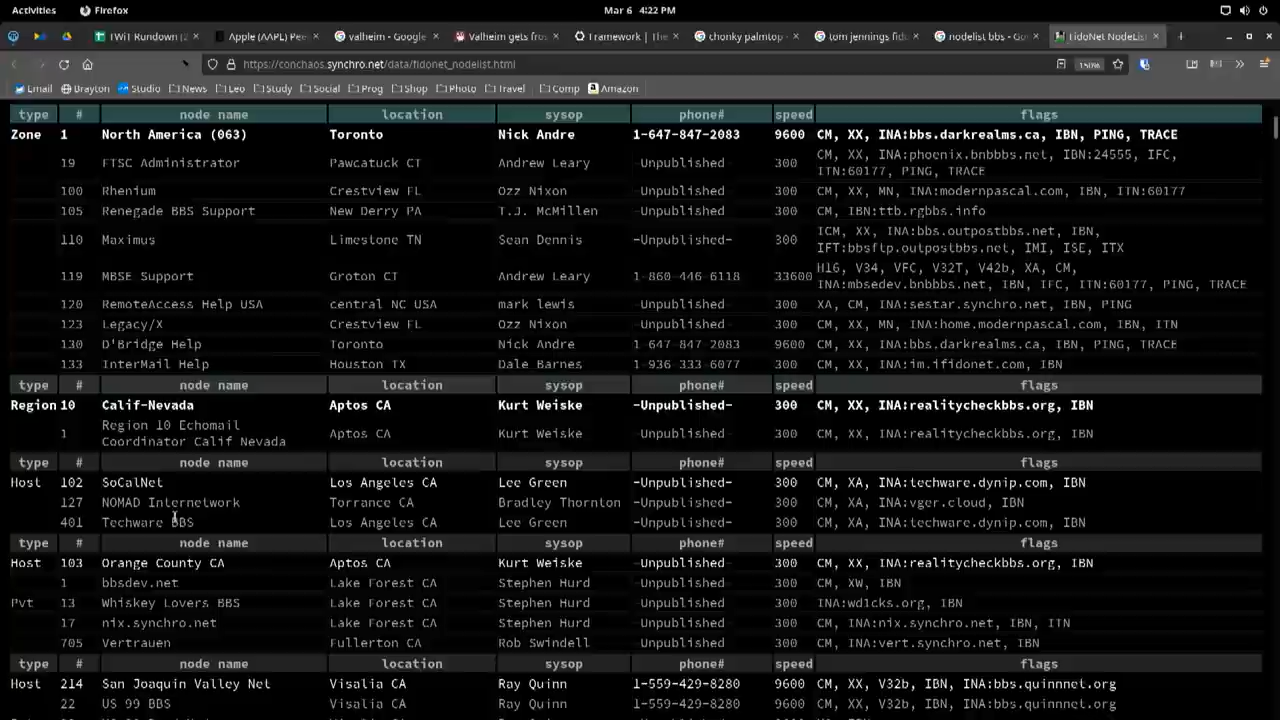 Activities Firefox Mar 6 4:22 PM
TWiT Rundown (2 × Apple (AAPL) Pee × valheim - Google × Valheim gets fros × Framework | The × chonky palmtop - × tom jennings fid × nodelist bbs - Go × FidoNet NodeList × +
https://conchaos.synchro.net/data/fidonet_nodelist.html 150%
Email Brayton Studio News Leo Study Social Prog Shop Photo Travel Comp Amazon
type # node name location sysop phone# speed flags
Zone 1 North America (063) Toronto Nick Andre 1-647-847-2083 9600 CM, XX, INA:bbs.darkrealms.ca, IBN, PING, TRACE
19 FTSC Administrator Pawcatuck CT Andrew Leary -Unpublished- 300 CM, XX, INA:phoenix.bnbbbs.net, IBN:24555, IFC,
ITN:60177, PING, TRACE
100 Rhenium Crestview FL Ozz Nixon -Unpublished- 300 CM, XX, MN, INA:modernpascal.com, IBN, ITN:60177
105 Renegade BBS Support New Derry PA T.J. McMillen -Unpublished- 300 CM, IBN:ttb.rgbbs.info
110 Maximus Limestone TN Sean Dennis -Unpublished- 300 ICM, XX, INA:bbs.outpostbbs.net, IBN,
IFT:bbsftp.outpostbbs.net, IMI, ISE, ITX
119 MBSE Support Groton CT Andrew Leary 1-860-446-6118 33600 H16, V34, VFC, V32T, V42b, XA, CM,
INA:mbsedev.bnbbbs.net, IBN, IFC, ITN:60177, PING, TRACE
120 RemoteAccess Help USA central NC USA mark lewis -Unpublished- 300 XA, CM, INA:sestar.synchro.net, IBN, PING
123 Legacy/X Crestview FL Ozz Nixon -Unpublished- 300 CM, XX, MN, INA:home.modernpascal.com, IBN, ITN
130 D'Bridge Help Toronto Nick Andre 1-647-847-2083 9600 CM, XX, INA:bbs.darkrealms.ca, IBN, PING, TRACE
133 InterMail Help Houston TX Dale Barnes 1-936-333-6077 300 CM, XX, INA:im.ifidonet.com, IBN
type # node name location sysop phone# speed flags
Region 10 Calif-Nevada Aptos CA Kurt Weiske -Unpublished- 300 CM, XX, INA:realitycheckbbs.org, IBN
1 Region 10 Echomail
Coordinator Calif Nevada Aptos CA Kurt Weiske -Unpublished- 300 CM, XX, INA:realitycheckbbs.org, IBN
type # node name location sysop phone# speed flags
Host 102 SoCalNet Los Angeles CA Lee Green -Unpublished- 300 CM, XA, INA:techware.dynip.com, IBN
127 NOMAD Internetwork Torrance CA Bradley Thornton -Unpublished- 300 CM, XA, INA:vger.cloud, IBN
401 Techware BBS Los Angeles CA Lee Green -Unpublished- 300 CM, XA, INA:techware.dynip.com, IBN
type # node name location sysop phone# speed flags
Host 103 Orange County CA Aptos CA Kurt Weiske -Unpublished- 300 CM, XX, INA:realitycheckbbs.org, IBN
1 bbsdev.net Lake Forest CA Stephen Hurd -Unpublished- 300 CM, XW, IBN
Pvt 13 Whiskey Lovers BBS Lake Forest CA Stephen Hurd -Unpublished- 300 INA:wd1cks.org, IBN
17 nix.synchro.net Lake Forest CA Stephen Hurd -Unpublished- 300 CM, INA:nix.synchro.net, IBN, ITN
705 Vertrauen Fullerton CA Rob Swindell -Unpublished- 300 CM, INA:vert.synchro.net, IBN
type # node name location sysop phone# speed flags
Host 214 San Joaquin Valley Net Visalia CA Ray Quinn 1-559-429-8280 9600 CM, XX, V32b, IBN, INA:bbs.quinnnet.org
22 US 99 BBS Visalia CA Ray Quinn 1-559-429-8280 9600 CM, XX, V32b, IBN, INA:bbs.quinnnet.org